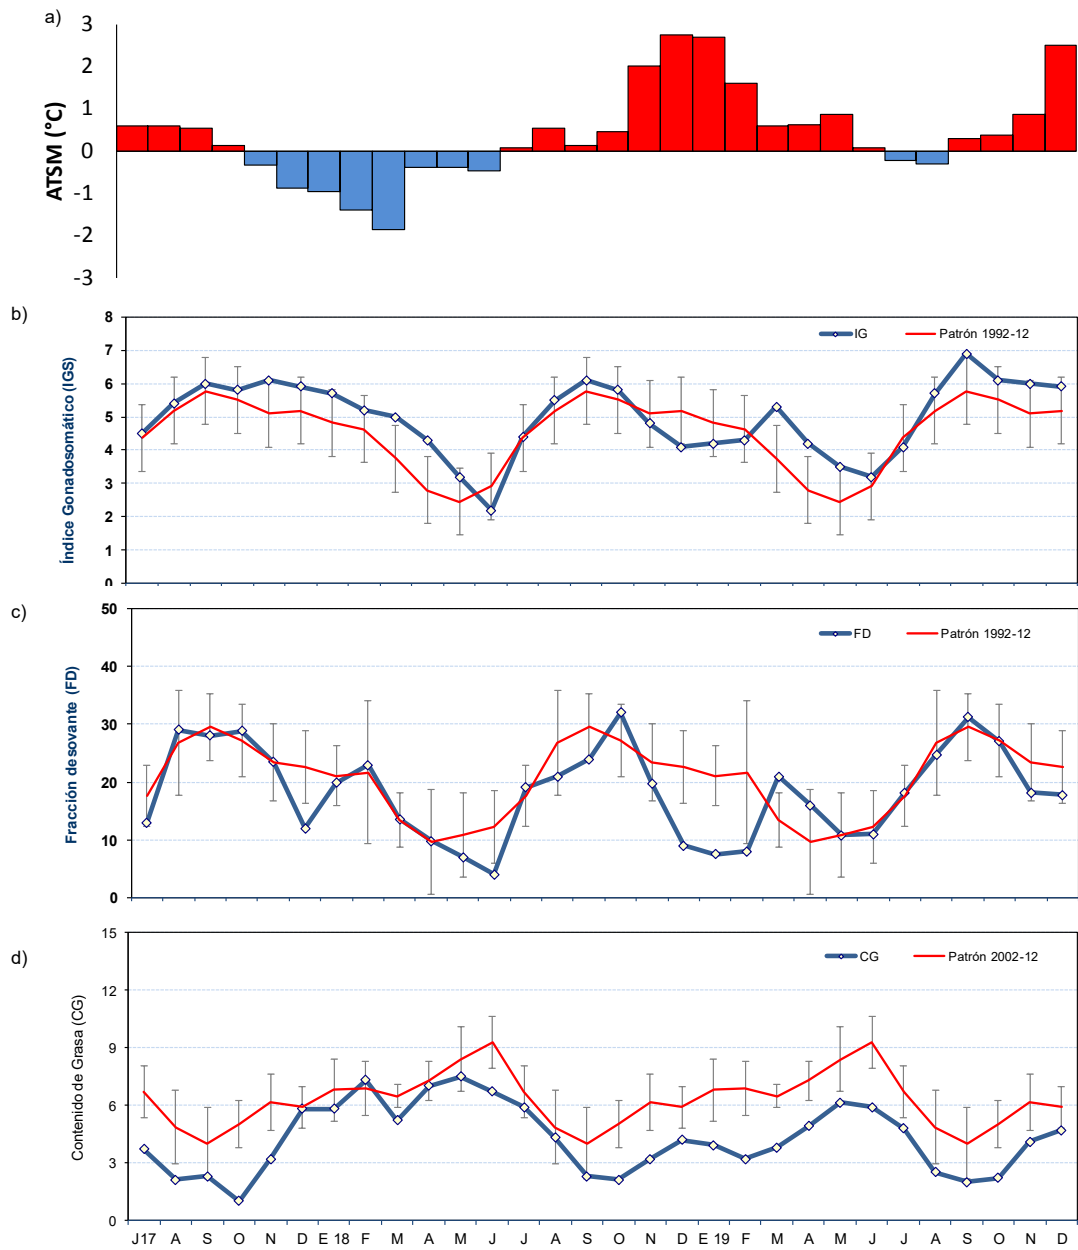 a)
3
2
1
0
-1
-2
-3
ATSM (°C)
b)
8
7
6
5
4
3
2
1
0
Índice Gonadosomático (IGS)
IG
Patrón 1992-12
c)
50
40
30
20
10
0
Fracción desovante (FD)
FD
Patrón 1992-12
d)
15
12
9
6
3
0
Contenido de Grasa (CG)
CG
Patrón 2002-12
J17 A S O N D E 18 F M A M J J A S O N D E 19 F M A M J J A S O N D